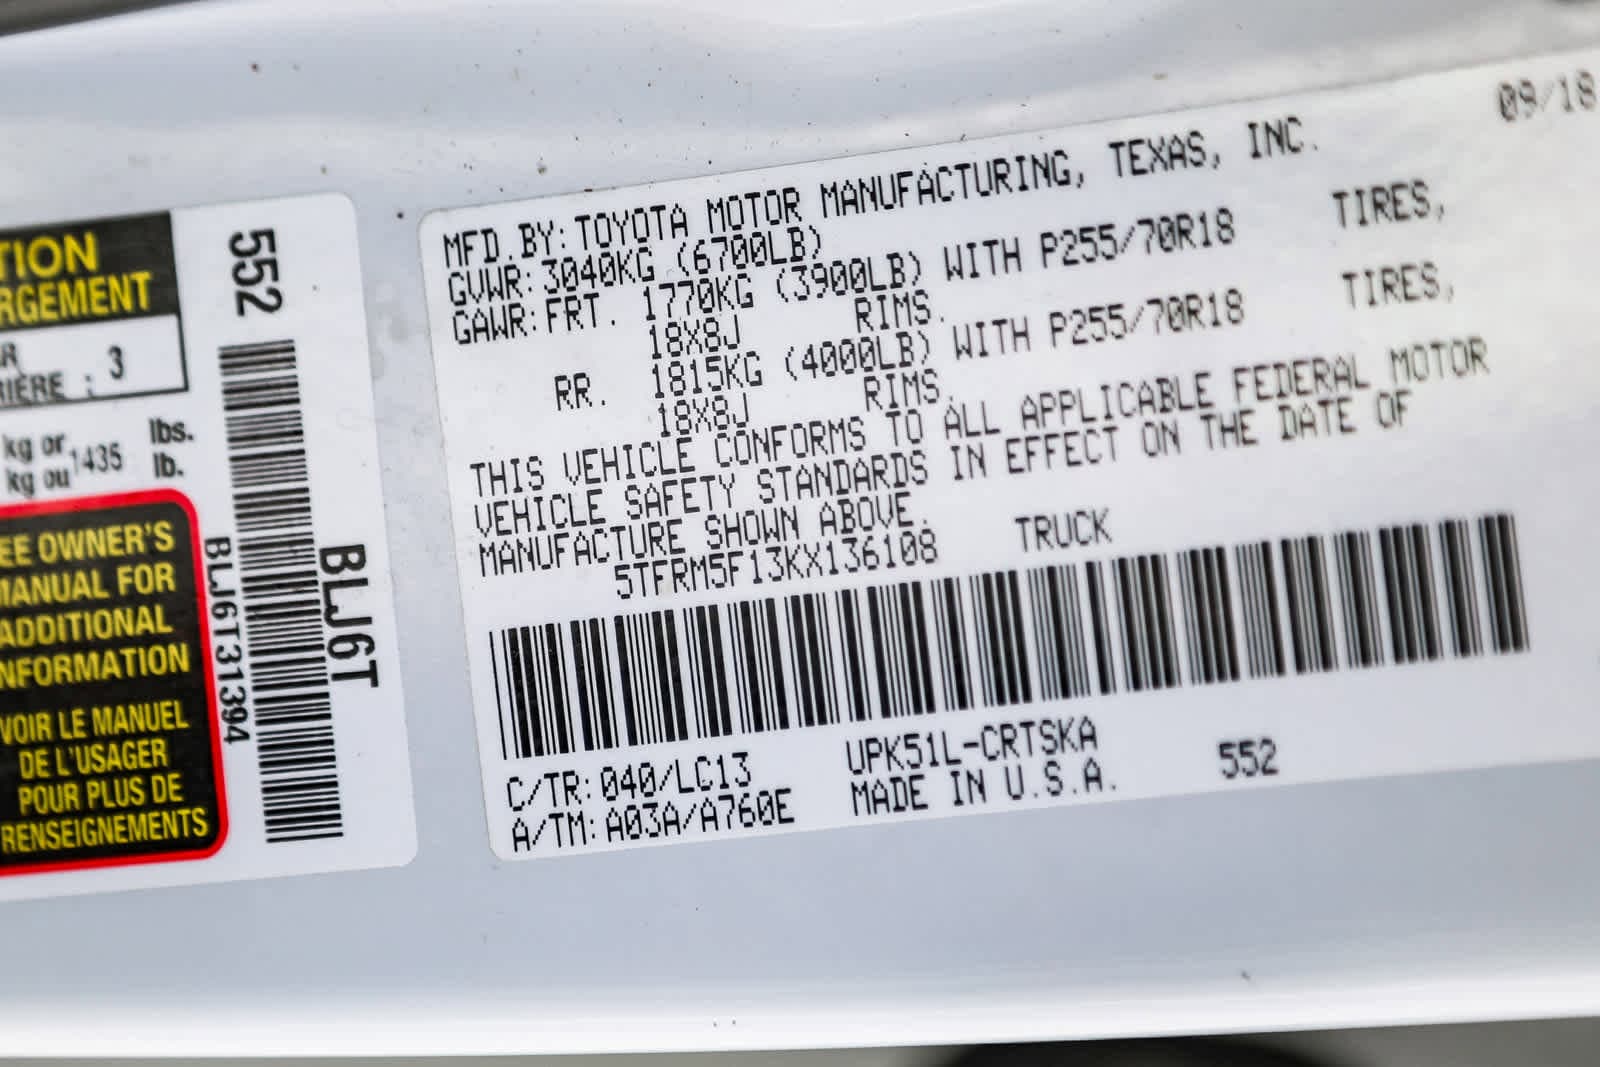 TION
RGEMENT
R
IÈRE : 3
kg or 1435 lbs.
kg ou lb.
EE OWNER'S
MANUAL FOR
ADDITIONAL
NFORMATION
VOIR LE MANUEL
DE L'USAGER
POUR PLUS DE
RENSEIGNEMENTS
552
BLJ6T31394
BLJ6T
09/18
MFD.BY:TOYOTA MOTOR MANUFACTURING, TEXAS, INC.
GVWR:3040KG (6700LB)
GAWR:FRT. 1770KG (3900LB) WITH P255/70R18 TIRES,
18X8J RIMS.
RR. 1815KG (4000LB) WITH P255/70R18 TIRES,
18X8J RIMS.
THIS VEHICLE CONFORMS TO ALL APPLICABLE FEDERAL MOTOR
VEHICLE SAFETY STANDARDS IN EFFECT ON THE DATE OF
MANUFACTURE SHOWN ABOVE.
5TFRM5F13KX136108 TRUCK
C/TR:040/LC13 UPK51L-CRTSKA 552
A/TM:A03A/A760E MADE IN U.S.A.